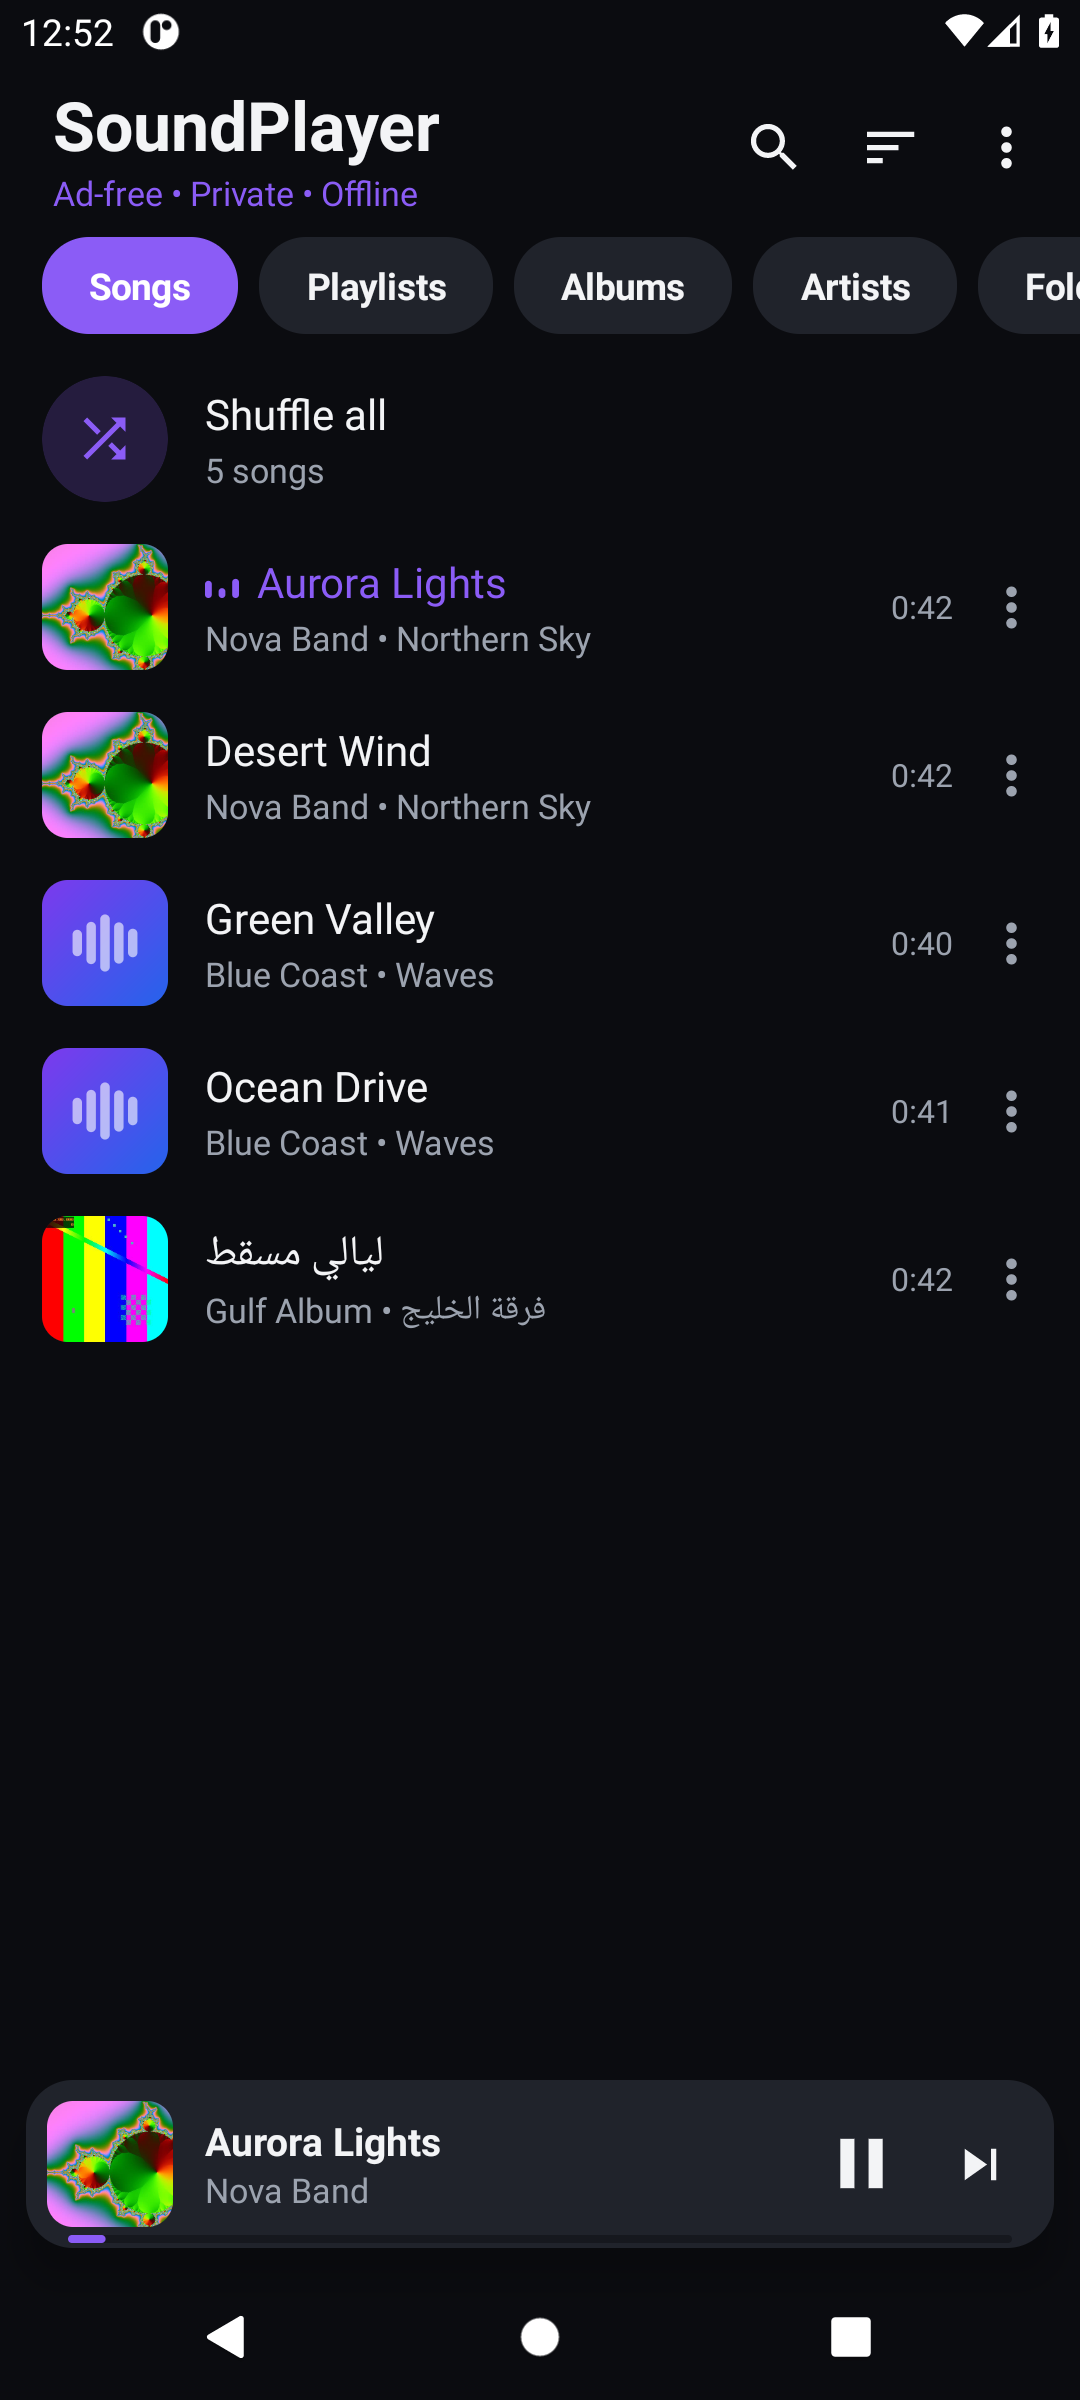 12:52
SoundPlayer
Ad-free • Private • Offline
Songs
Playlists
Albums
Artists
Fol
Shuffle all
5 songs
Aurora Lights
Nova Band • Northern Sky
0:42
Desert Wind
Nova Band • Northern Sky
0:42
Green Valley
Blue Coast • Waves
0:40
Ocean Drive
Blue Coast • Waves
0:41
ليالي مسقط
Gulf Album • فرقة الخليج
0:42
Aurora Lights
Nova Band